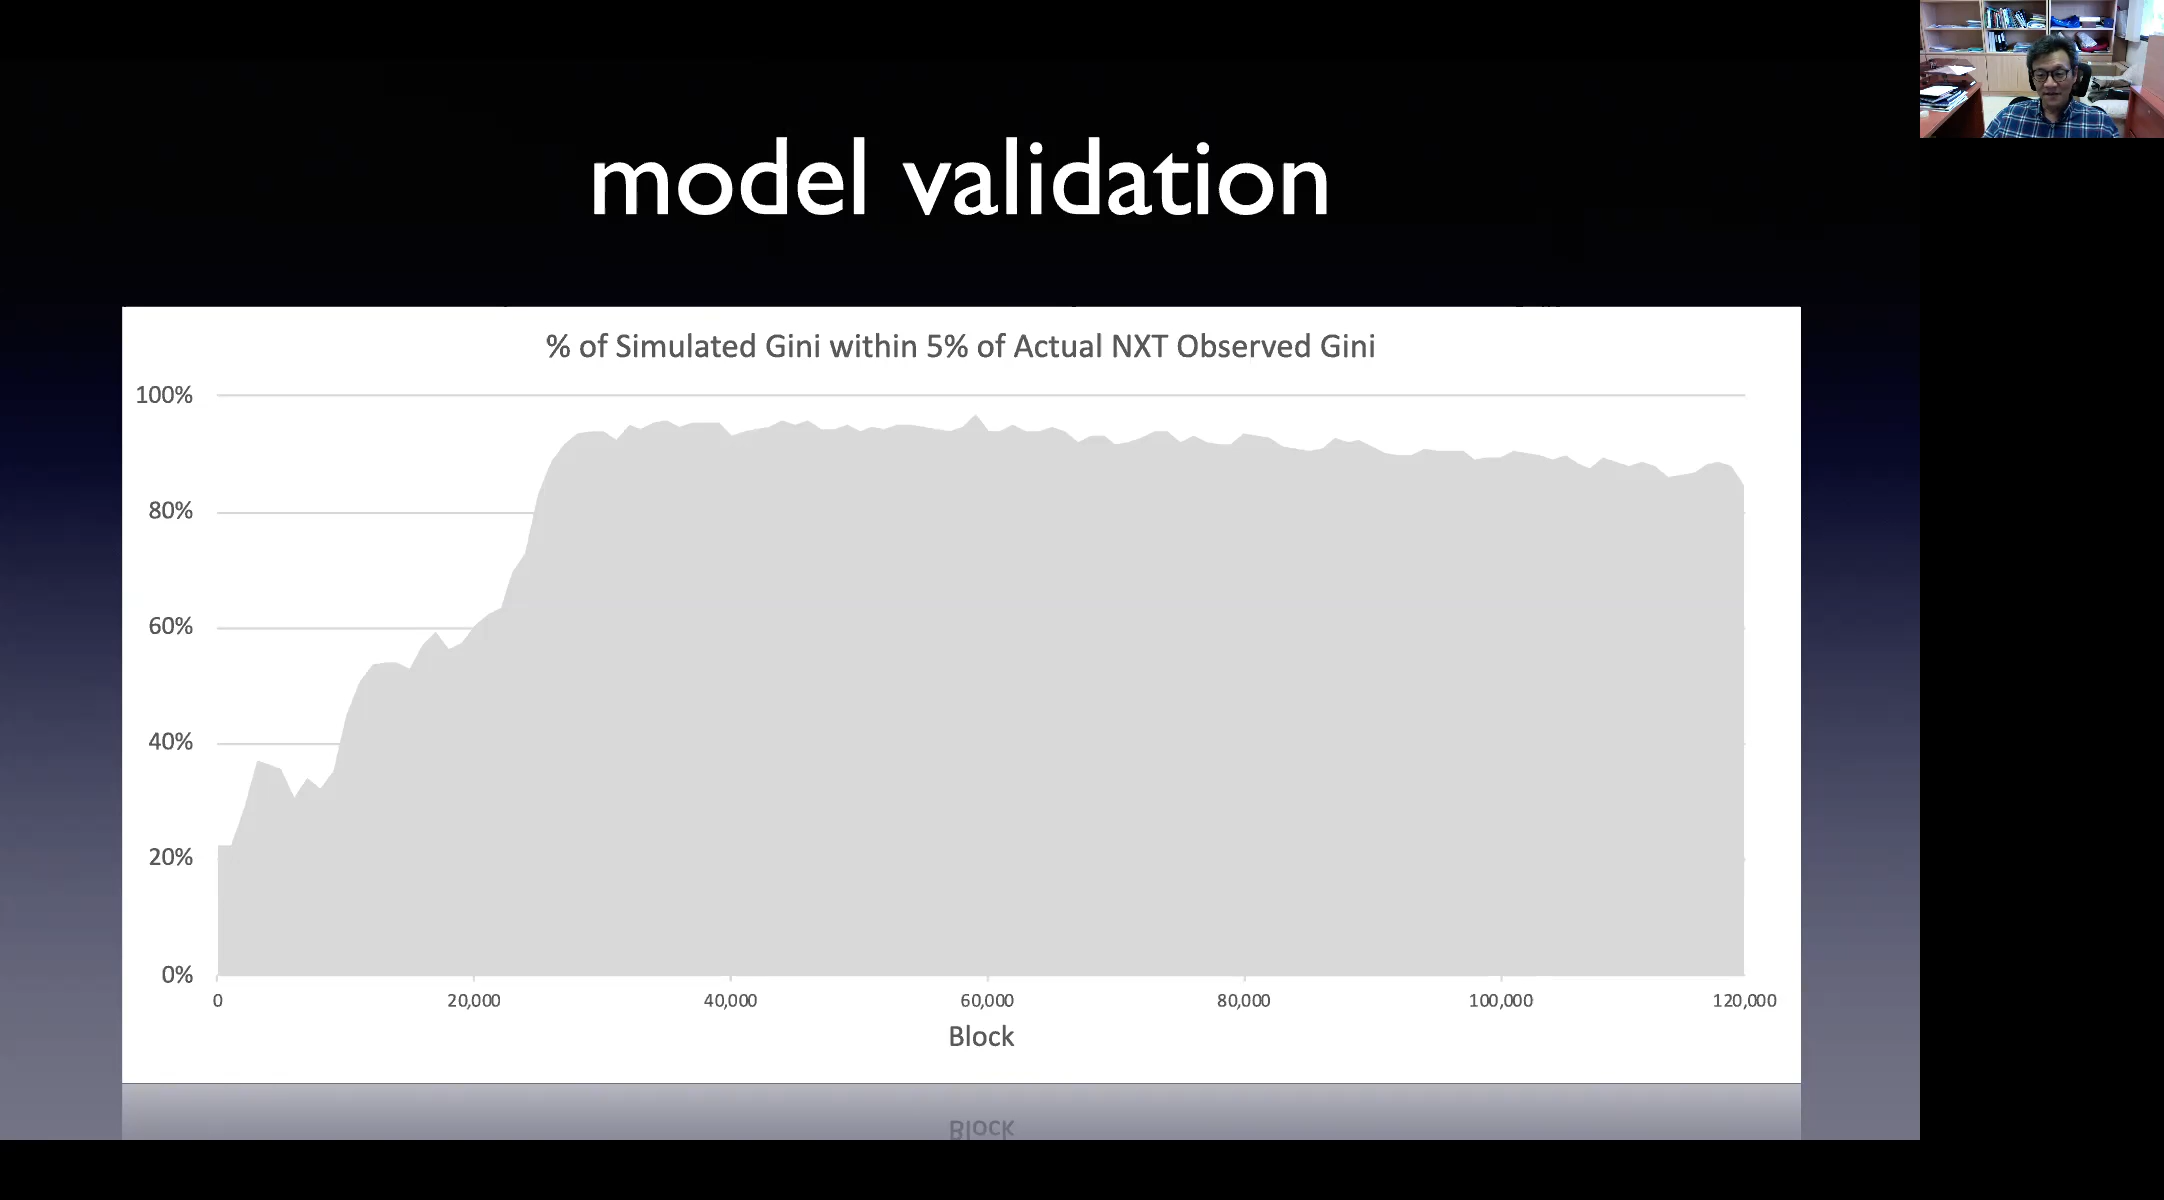 model validation
% of Simulated Gini within 5% of Actual NXT Observed Gini
100%
80%
60%
40%
20%
0%
0 20,000 40,000 60,000 80,000 100,000 120,000
Block
Block